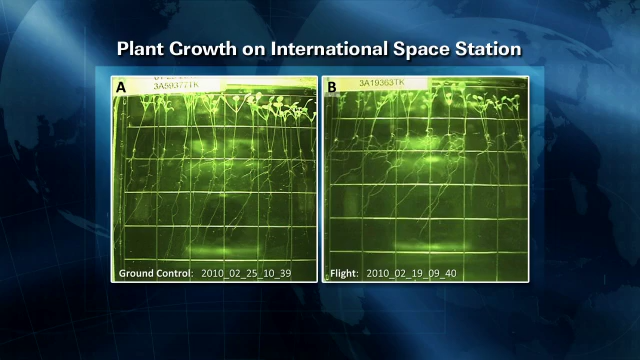 Plant Growth on International Space Station
A
3A59377TK
B
3A19363TK
Ground Control: 2010_02_25_10_39
Flight: 2010_02_19_09_40